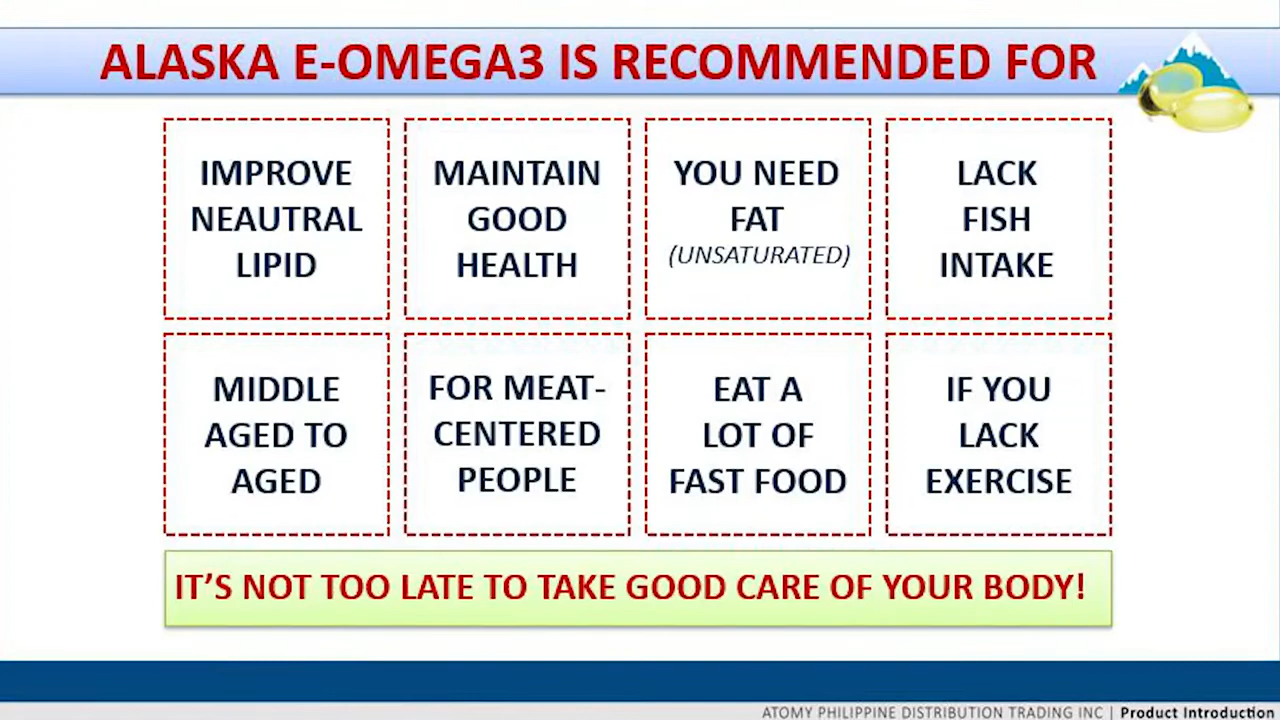 ALASKA E-OMEGA3 IS RECOMMENDED FOR
IMPROVE
NEAUTRAL
LIPID
MAINTAIN
GOOD
HEALTH
YOU NEED
FAT
(UNSATURATED)
LACK
FISH
INTAKE
MIDDLE
AGED TO
AGED
FOR MEAT-
CENTERED
PEOPLE
EAT A
LOT OF
FAST FOOD
IF YOU
LACK
EXERCISE
IT’S NOT TOO LATE TO TAKE GOOD CARE OF YOUR BODY!
ATOMY PHILIPPINE DISTRIBUTION TRADING INC | Product Introduction